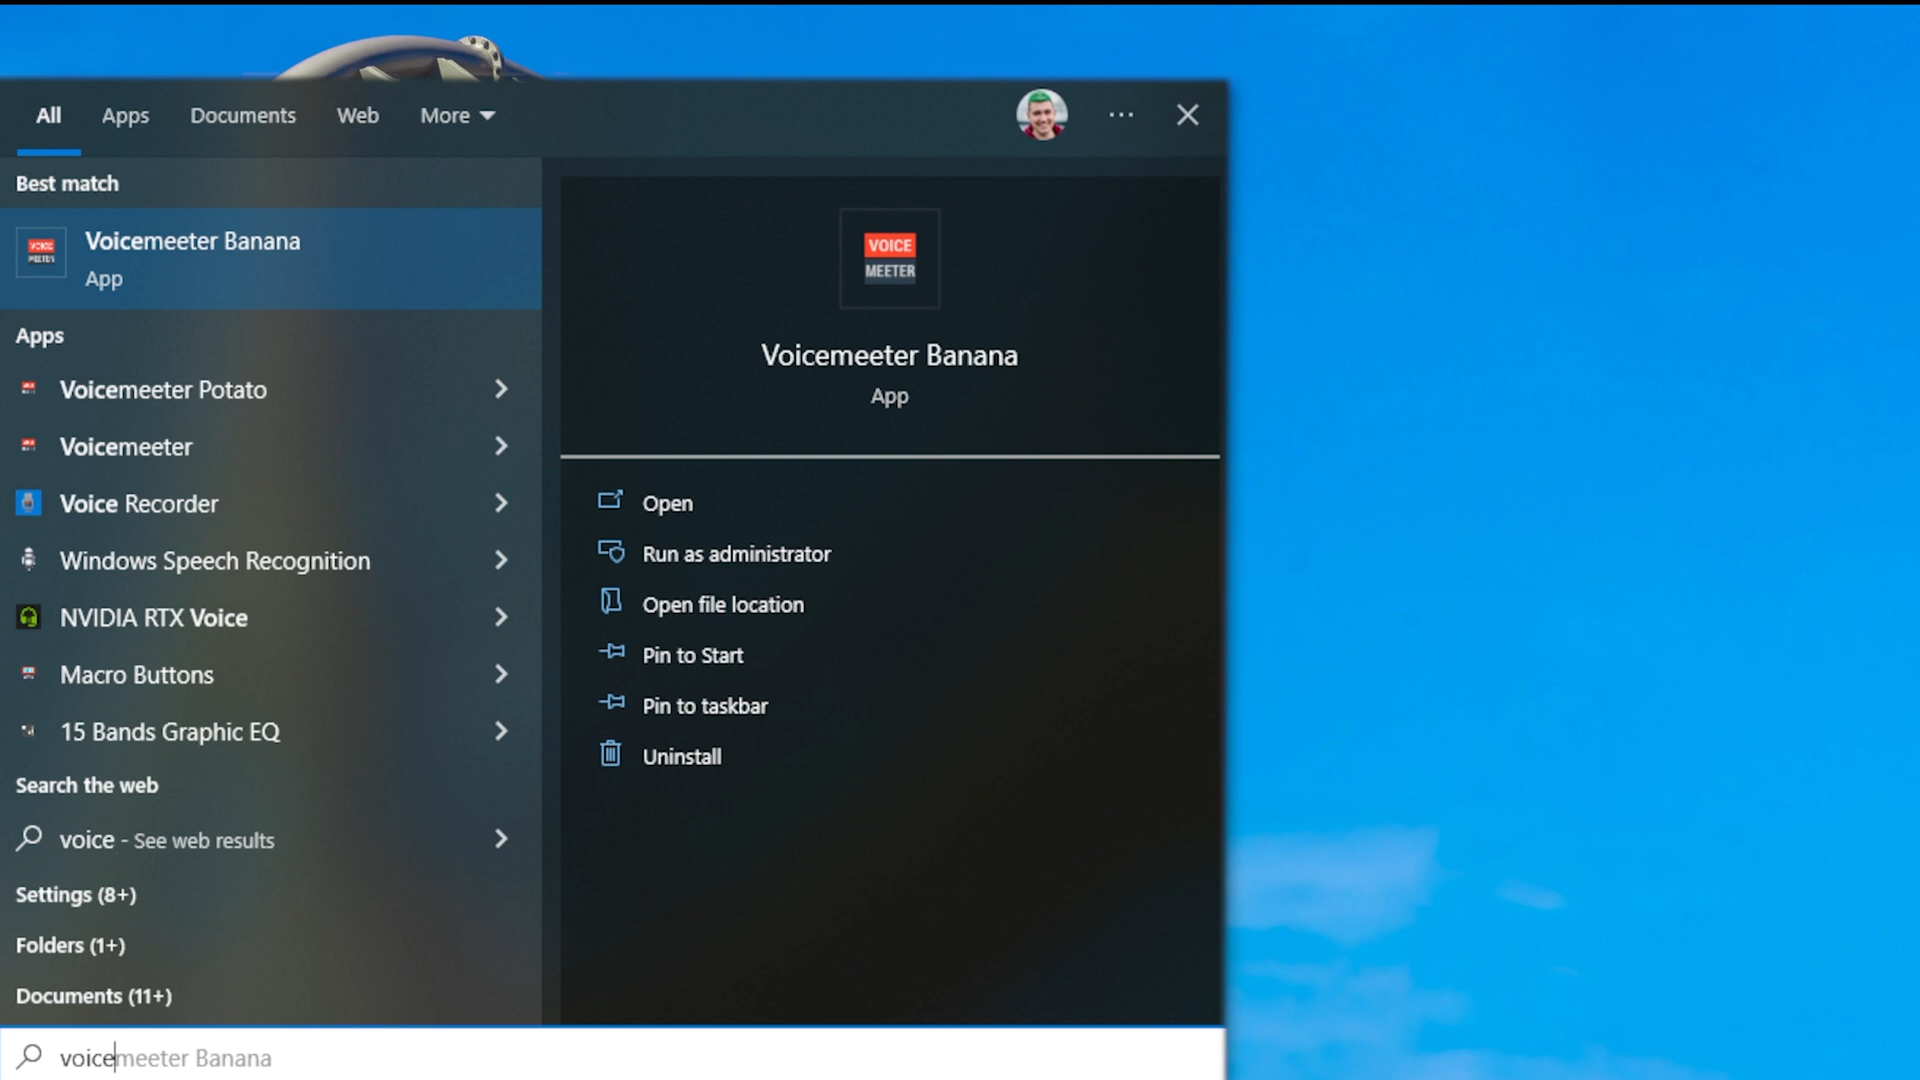 All Apps Documents Web More
Best match
VOICE
MEETER
Voicemeeter Banana
App
Apps
Voicemeeter Potato
Voicemeeter
Voice Recorder
Windows Speech Recognition
NVIDIA RTX Voice
Macro Buttons
15 Bands Graphic EQ
Search the web
voice - See web results
Settings (8+)
Folders (1+)
Documents (11+)
VOICE
MEETER
Voicemeeter Banana
App
Open
Run as administrator
Open file location
Pin to Start
Pin to taskbar
Uninstall
voicemeeter Banana